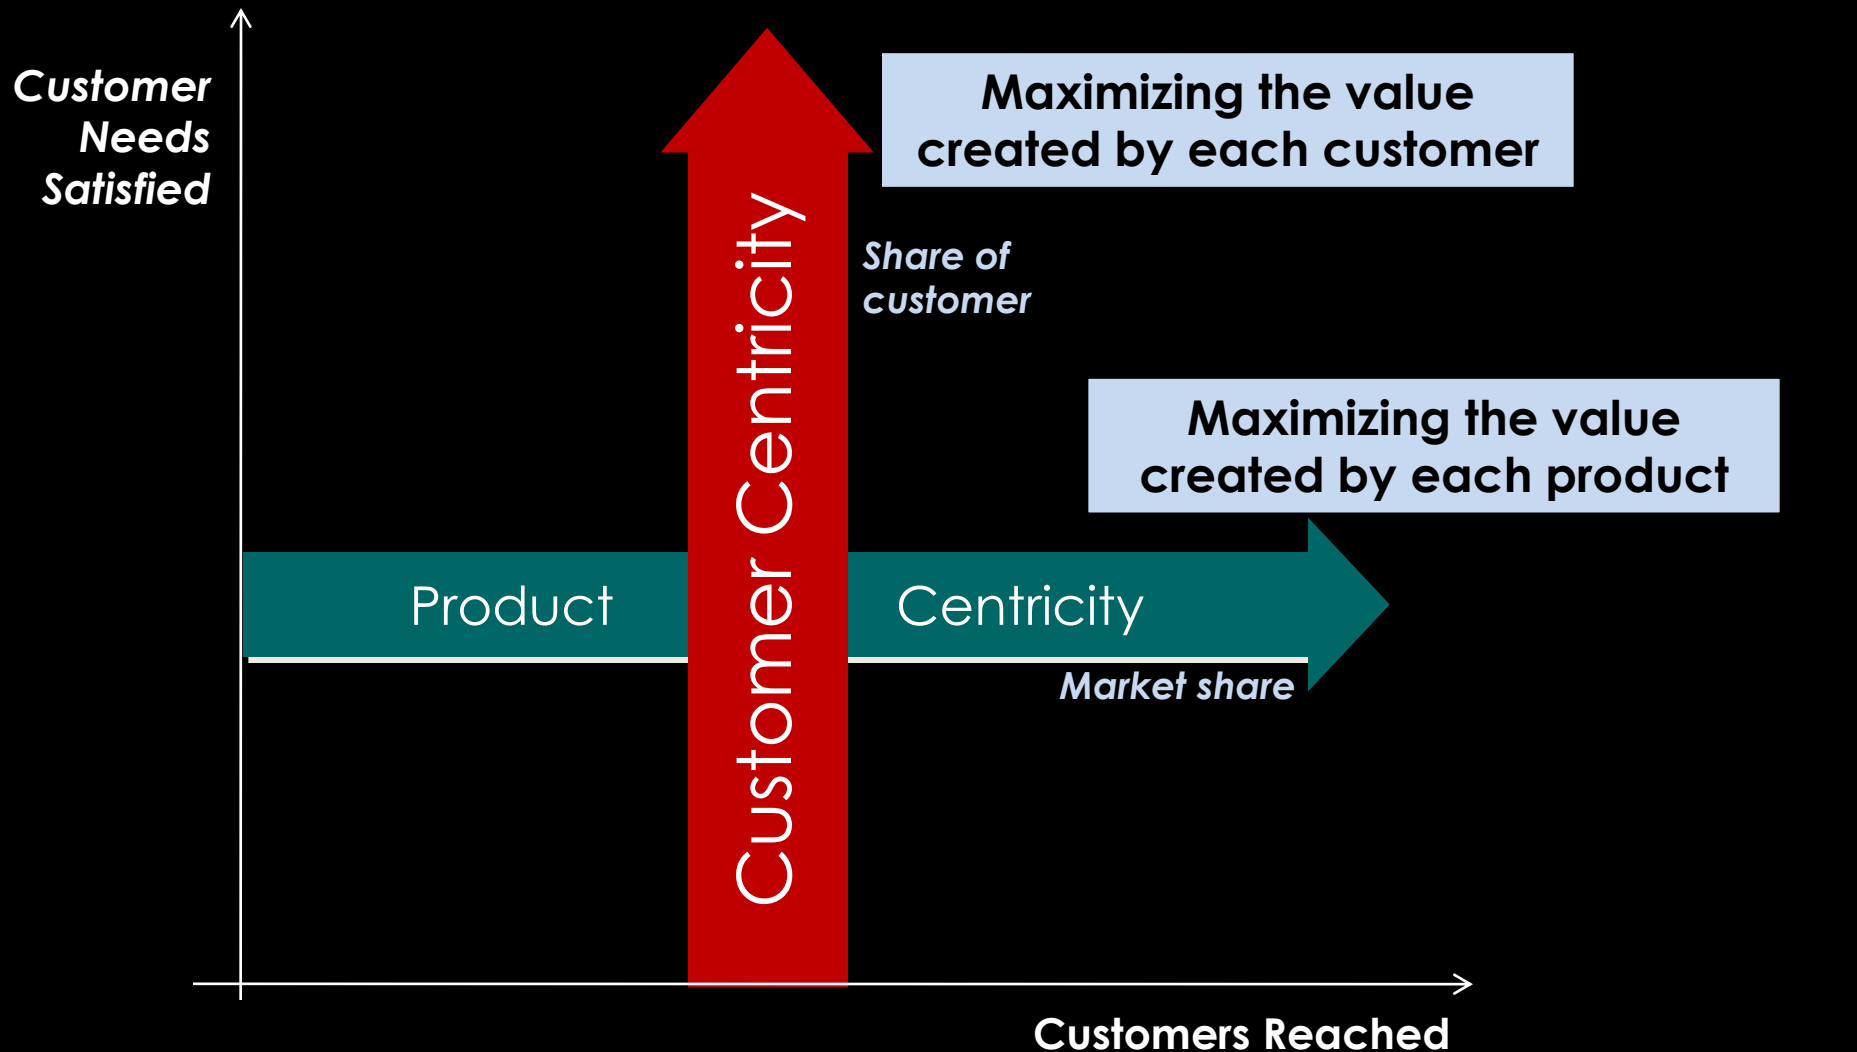 Customer
Needs
Satisfied
Maximizing the value
created by each customer
Customer Centricity
Share of
customer
Maximizing the value
created by each product
Product Centricity
Market share
Customers Reached